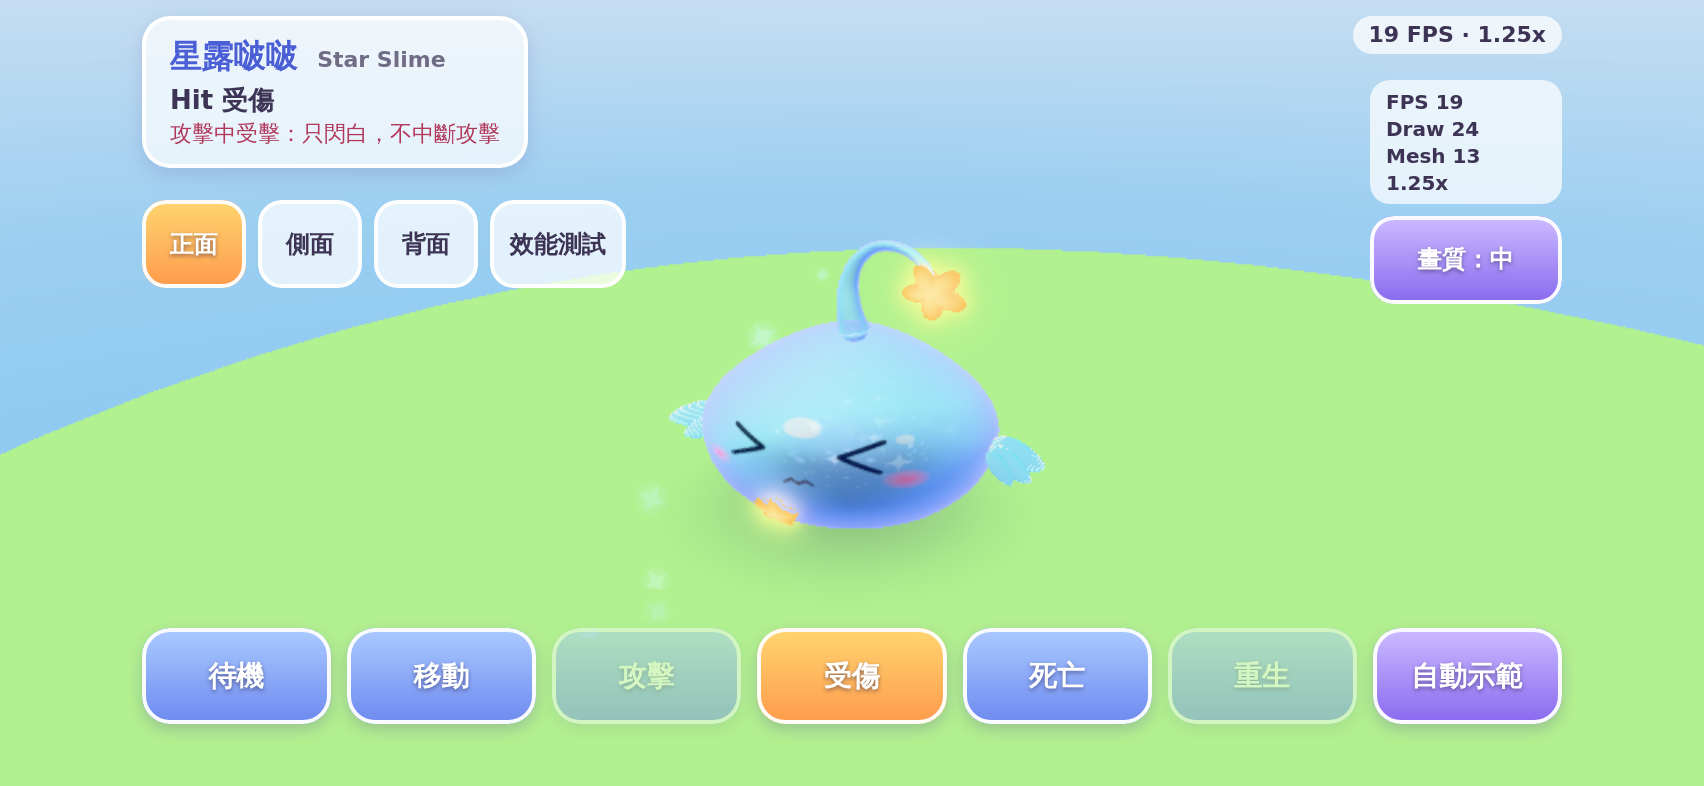 星露啵啵 Star Slime
Hit 受傷
攻擊中受擊：只閃白，不中斷攻擊
19 FPS · 1.25x
FPS 19
Draw 24
Mesh 13
1.25x
正面
側面
背面
效能測試
畫質：中
待機
移動
攻擊
受傷
死亡
重生
自動示範